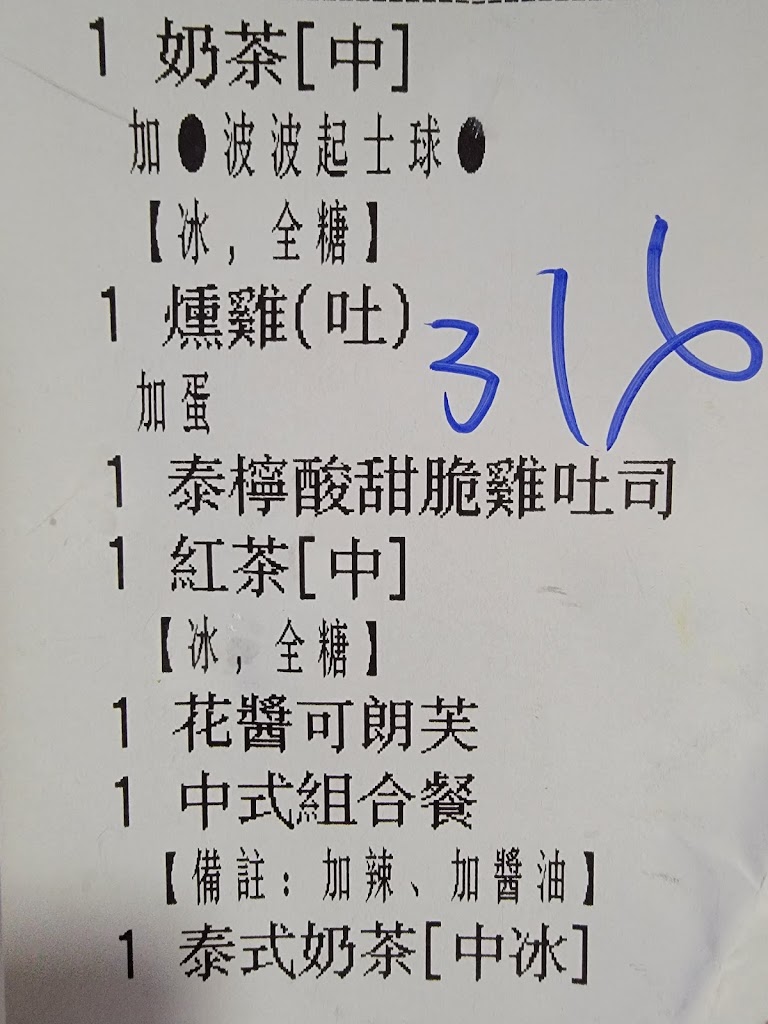 1 奶茶[中]
加●波波起士球●
【冰，全糖】
1 燻雞(吐)
加蛋
1 泰檸酸甜脆雞吐司
1 紅茶[中]
【冰，全糖】
1 花醬可朗芙
1 中式組合餐
【備註：加辣、加醬油】
1 泰式奶茶[中冰]